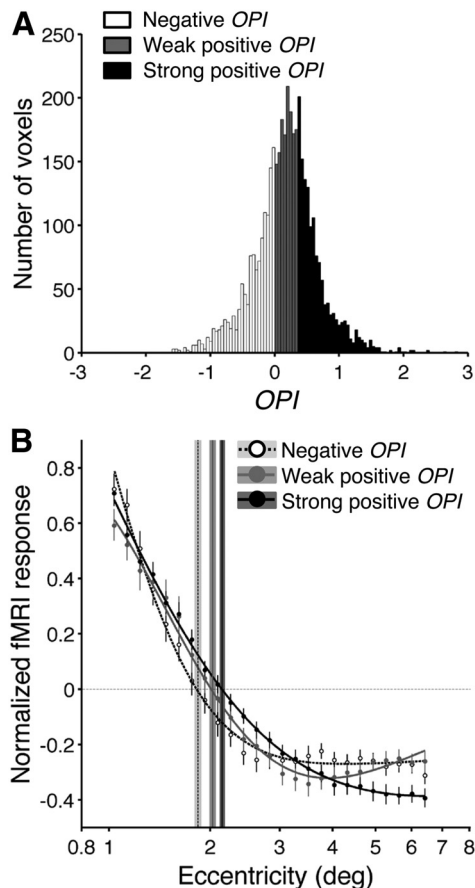 A
Negative OPI
Weak positive OPI
Strong positive OPI
Number of voxels
250
200
150
100
50
0
-3 -2 -1 0 1 2 3
OPI
B
Negative OPI
Weak positive OPI
Strong positive OPI
Normalized fMRI response
0.8
0.6
0.4
0.2
0
-0.2
-0.4
0.8 1 2 3 4 5 6 7 8
Eccentricity (deg)